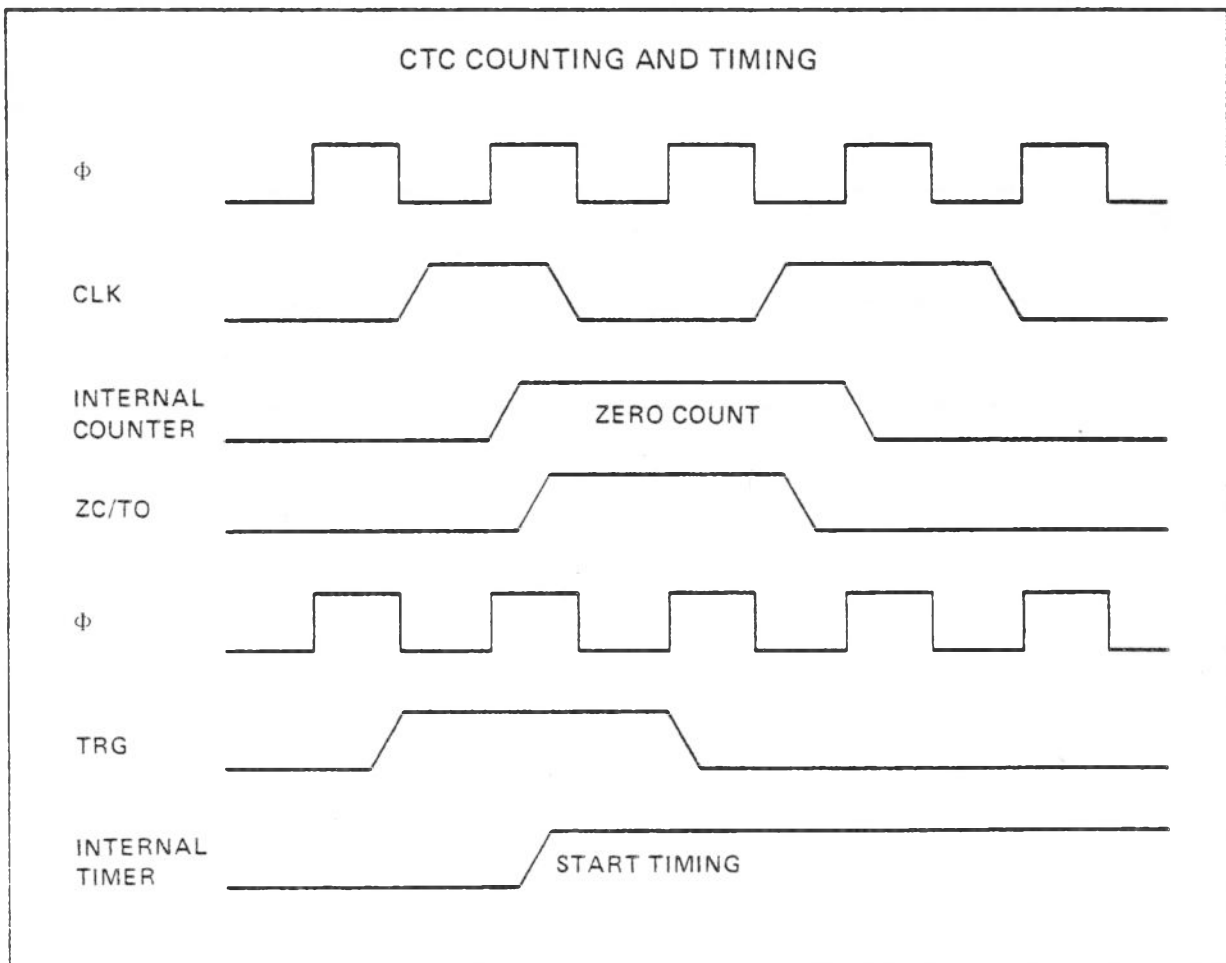 CTC COUNTING AND TIMING
Φ
CLK
INTERNAL
COUNTER
ZERO COUNT
ZC/TO
Φ
TRG
INTERNAL
TIMER
START TIMING